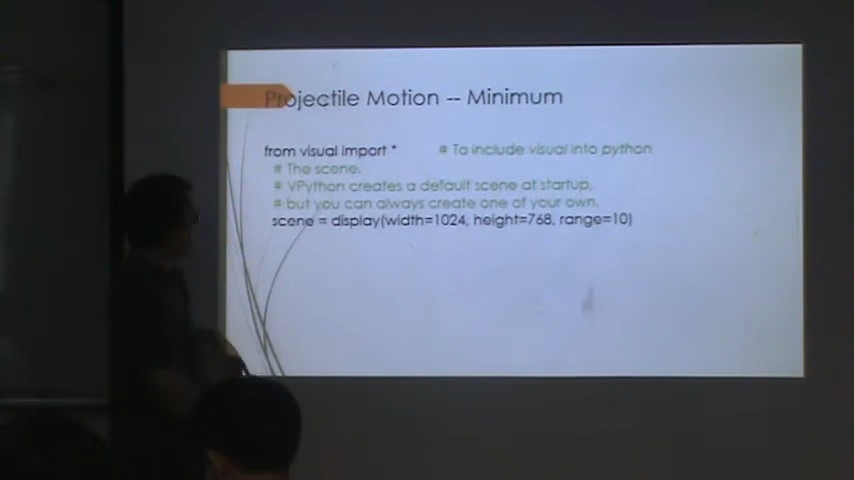 Projectile Motion -- Minimum
from visual import * # To include visual into python
# The scene.
# VPython creates a default scene at startup,
# but you can always create one of your own.
scene = display(width=1024, height=768, range=10)